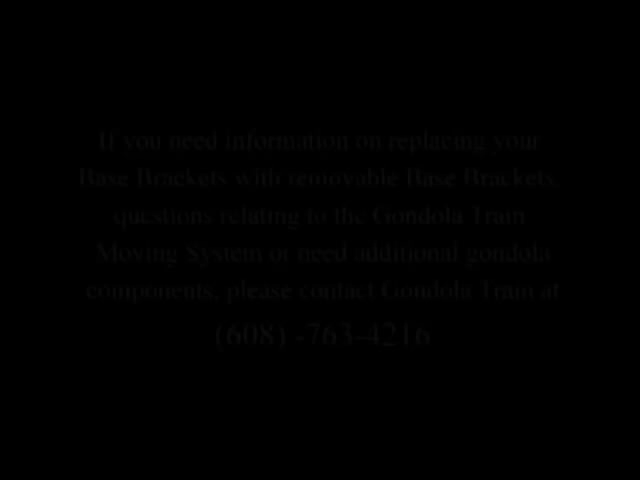 If you need information on replacing your
Base Brackets with removable Base Brackets,
questions relating to the Gondola Tram
Moving System or need additional gondola
components, please contact Gondola Tram at
(608) -763-4216